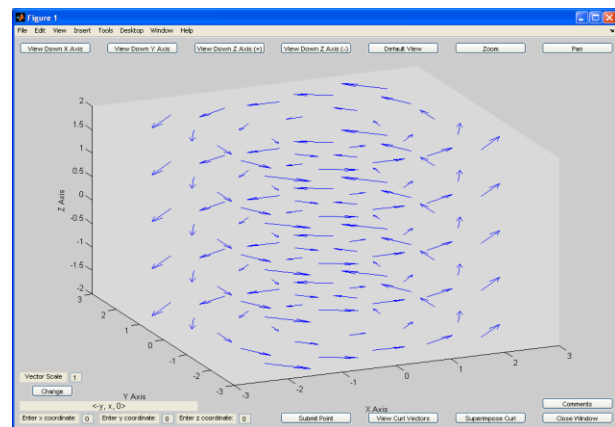 Figure 1
File Edit View Insert Tools Desktop Window Help
View Down X Axis View Down Y Axis View Down Z Axis (+) View Down Z Axis (-) Default View Zoom Pan
2
1.5
1
0.5
0
-0.5
-1
-1.5
-2
Z Axis
3
2
1
0
-1
-2
-3
Y Axis
-3
-2
-1
0
1
2
3
X Axis
Vector Scale 1
Change
<-y, x, 0>
Comments
Enter x coordinate: 0 Enter y coordinate: 0 Enter z coordinate: 0 Submit Point View Curl Vectors Superimpose Curl Close Window